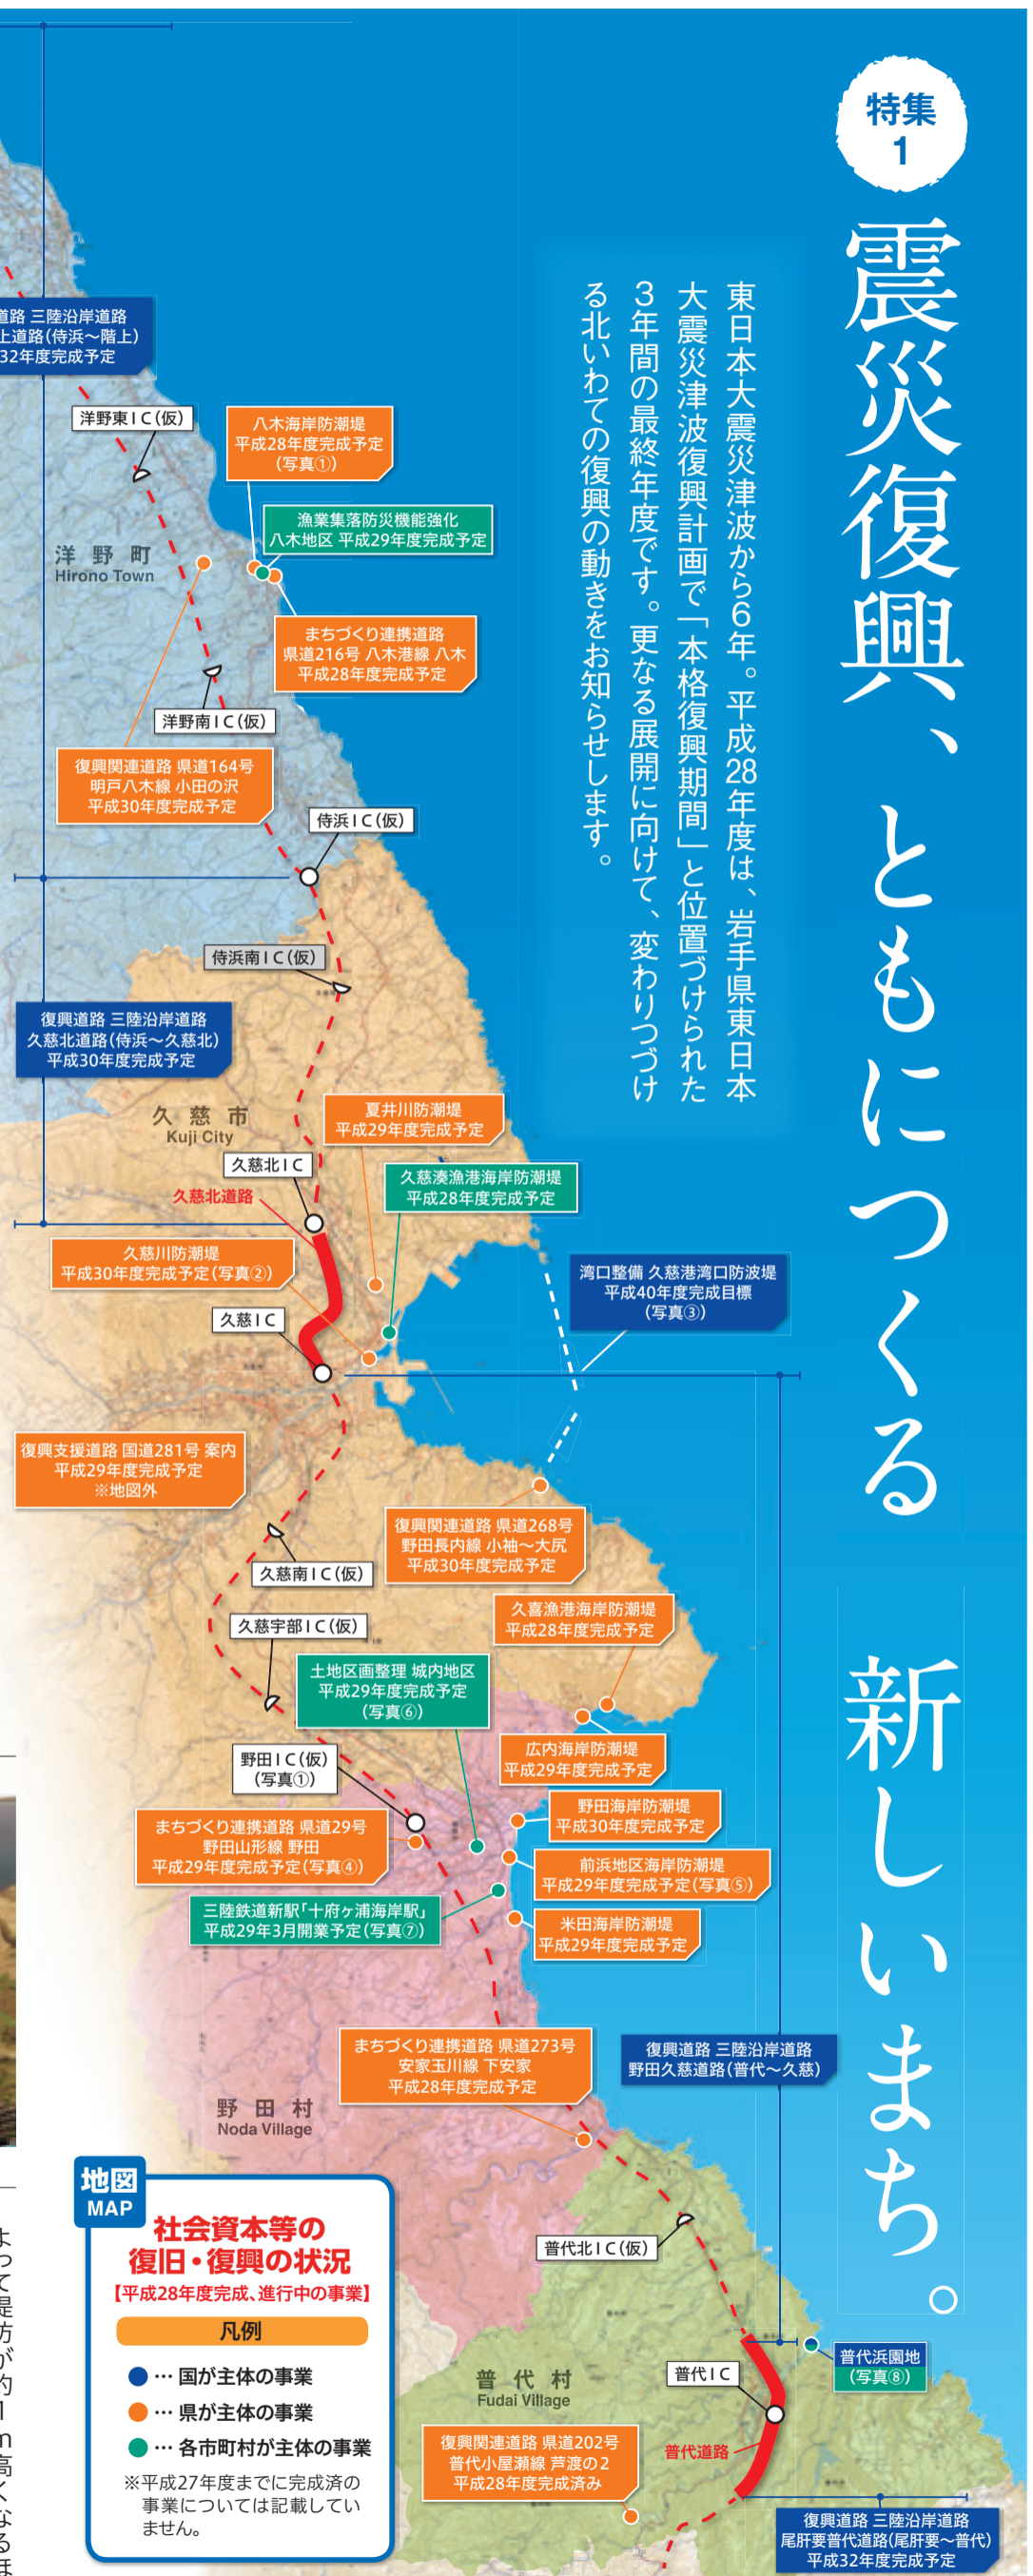 特集
1
震災復興、ともにつくる 新しいまち。
東日本大震災津波から6年。平成28年度は、岩手県東日本
大震災津波復興計画で「本格復興期間」と位置づけられた
3年間の最終年度です。更なる展開に向けて、変わりつづけ
る北いわての復興の動きをお知らせします。
道路 三陸沿岸道路
上道路(侍浜～階上)
32年度完成予定
洋野東IC(仮)
八木海岸防潮堤
平成28年度完成予定
(写真①)
漁業集落防災機能強化
八木地区 平成29年度完成予定
洋野町
Hirono Town
まちづくり連携道路
県道216号 八木港線 八木
平成28年度完成予定
洋野南IC(仮)
復興関連道路 県道164号
明戸八木線 小田の沢
平成30年度完成予定
侍浜IC(仮)
侍浜南IC(仮)
復興道路 三陸沿岸道路
久慈北道路(侍浜～久慈北)
平成30年度完成予定
久慈市
Kuji City
夏井川防潮堤
平成29年度完成予定
久慈北IC
久慈湊漁港海岸防潮堤
平成28年度完成予定
久慈北道路
久慈川防潮堤
平成30年度完成予定(写真②)
湾口整備 久慈港湾口防波堤
平成40年度完成目標
(写真③)
久慈IC
復興支援道路 国道281号 案内
平成29年度完成予定
※地図外
復興関連道路 県道268号
野田長内線 小袖～大尻
平成30年度完成予定
久慈南IC(仮)
久喜漁港海岸防潮堤
平成28年度完成予定
久慈宇部IC(仮)
土地区画整理 城内地区
平成29年度完成予定
(写真⑥)
広内海岸防潮堤
平成29年度完成予定
野田IC(仮)
(写真①)
野田海岸防潮堤
平成30年度完成予定
まちづくり連携道路 県道29号
野田山形線 野田
平成29年度完成予定(写真④)
前浜地区海岸防潮堤
平成29年度完成予定(写真⑤)
三陸鉄道新駅「十府ヶ浦海岸駅」
平成29年3月開業予定(写真⑦)
米田海岸防潮堤
平成29年度完成予定
まちづくり連携道路 県道273号
安家玉川線 下安家
平成28年度完成予定
復興道路 三陸沿岸道路
野田久慈道路(普代～久慈)
野田村
Noda Village
普代北IC(仮)
普代浜園地
(写真⑧)
普代IC
普代村
Fudai Village
普代道路
復興関連道路 県道202号
普代小屋瀬線 芦渡の2
平成28年度完成済み
復興道路 三陸沿岸道路
尾肝要普代道路(尾肝要～普代)
平成32年度完成予定
地図
MAP
社会資本等の
復旧・復興の状況
【平成28年度完成、進行中の事業】
凡例
… 国が主体の事業
… 県が主体の事業
… 各市町村が主体の事業
※平成27年度までに完成済の
事業については記載してい
ません。
よって堤防が約1m高くなるほ